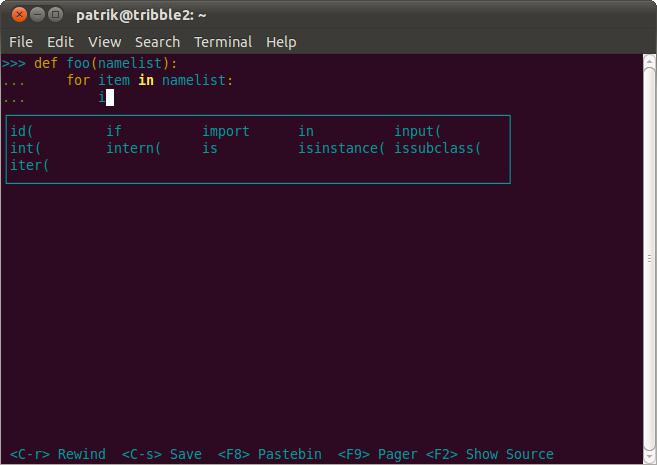 patrik@tribble2: ~
File Edit View Search Terminal Help
>>> def foo(namelist):
...     for item in namelist:
...         i
id(         if          import      in          input(
int(        intern(     is          isinstance( issubclass(
iter(
<C-r> Rewind  <C-s> Save  <F8> Pastebin  <F9> Pager <F2> Show Source